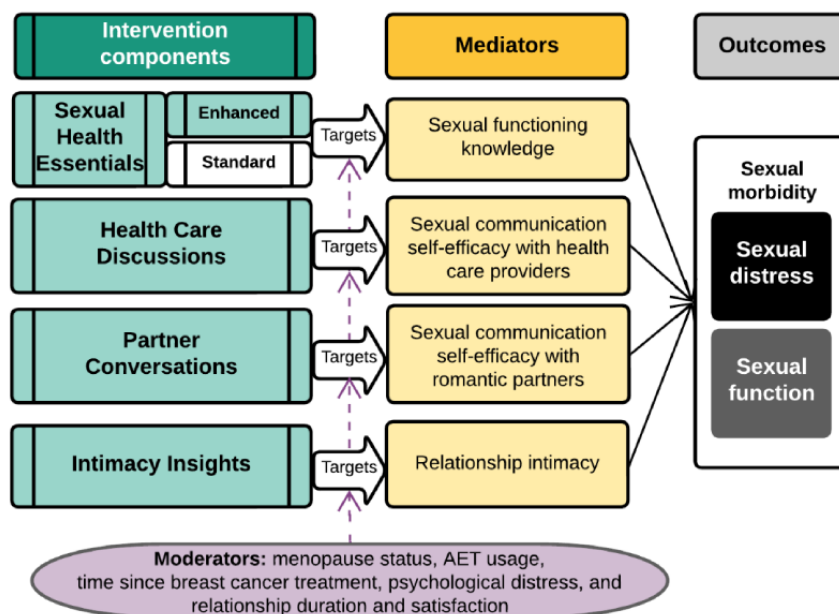 Intervention
components
Mediators
Outcomes
Sexual
Health
Essentials
Enhanced
Standard
Targets
Sexual functioning
knowledge
Health Care
Discussions
Targets
Sexual communication
self-efficacy with health
care providers
Partner
Conversations
Targets
Sexual communication
self-efficacy with
romantic partners
Intimacy Insights
Targets
Relationship intimacy
Sexual
morbidity
Sexual
distress
Sexual
function
Moderators: menopause status, AET usage,
time since breast cancer treatment, psychological distress, and
relationship duration and satisfaction